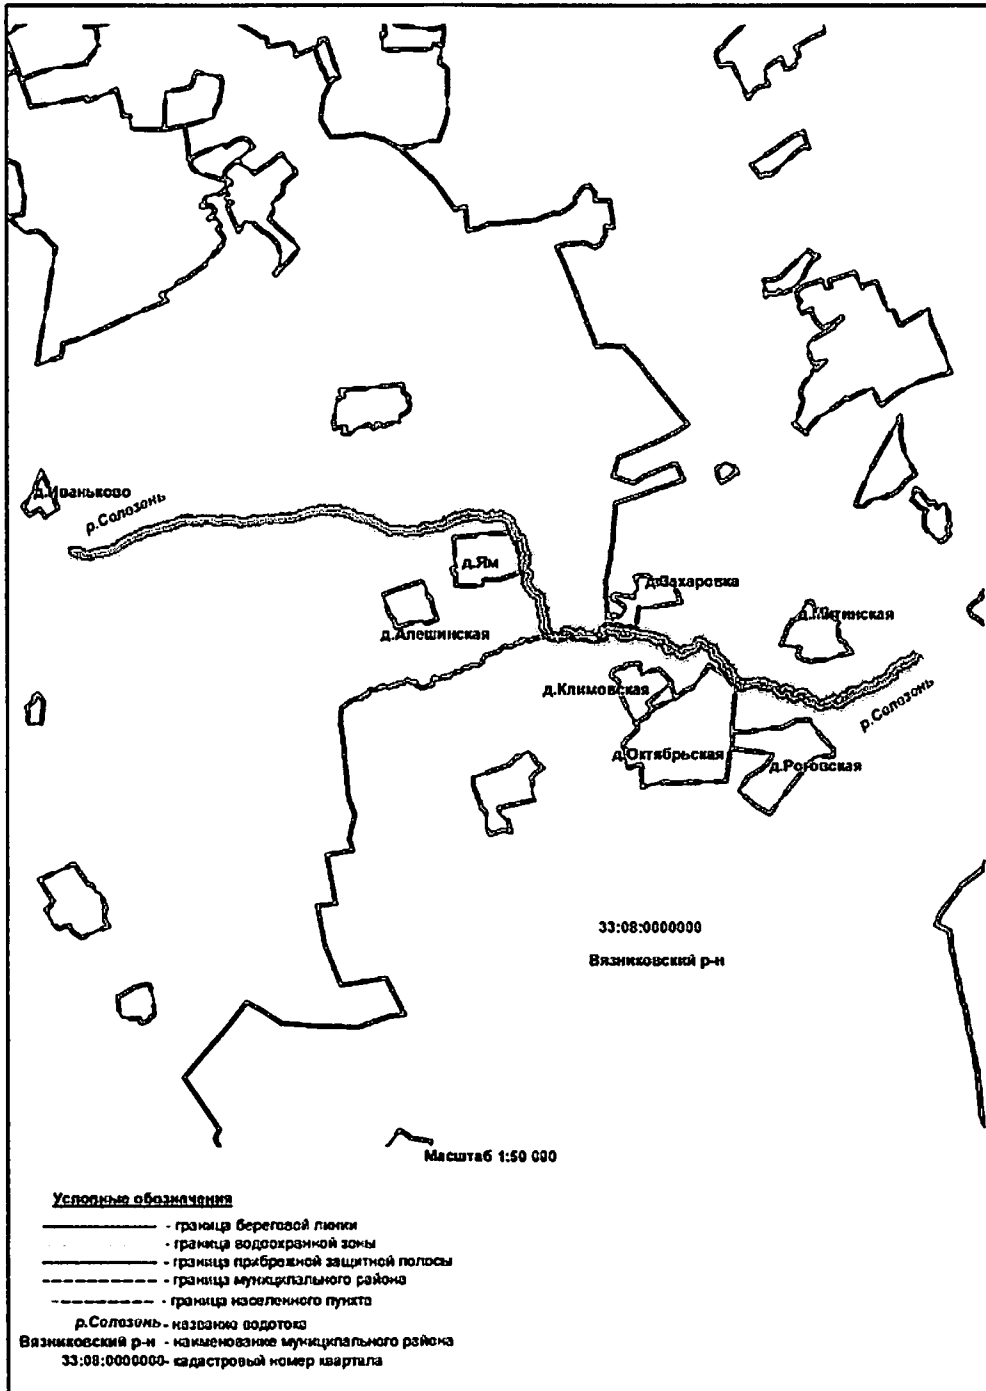 д.Иваньково
р.Солозонь
д.Ям
д.Захаровка
д.Алешинская
д.Митинская
д.Климовская
р.Солозонь
д.Октябрьская
д.Роговская
33:08:0000000
Вязниковский р-н
Масштаб 1:50 000
Условные обозначения
- граница береговой линии
- граница водоохранной зоны
- граница прибрежной защитной полосы
- граница муниципального района
- граница населенного пункта
р.Солозонь - название водотока
Вязниковский р-н - наименование муниципального района
33:08:0000000- кадастровый номер квартала